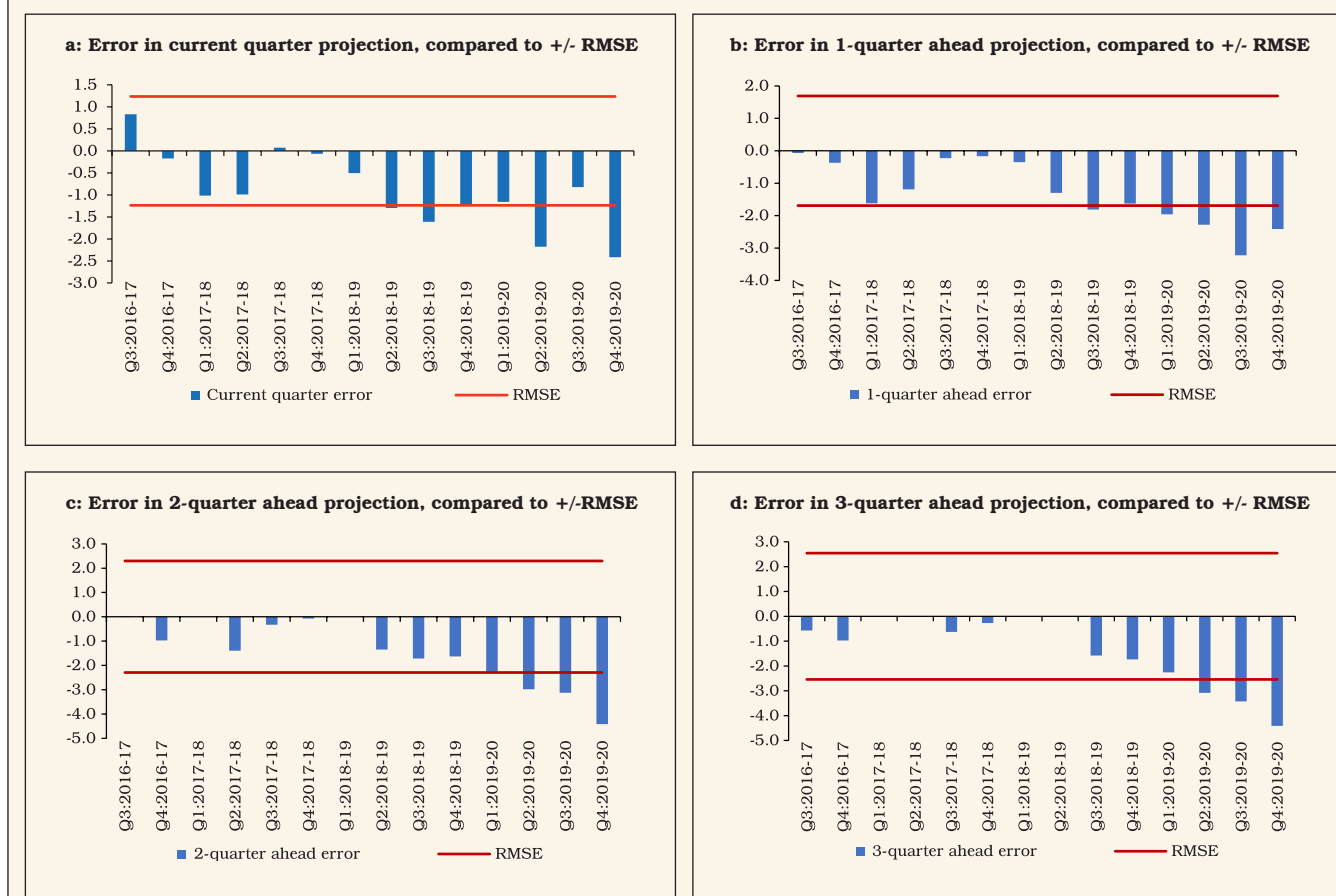 a: Error in current quarter projection, compared to +/- RMSE
1.5
1.0
0.5
0.0
-0.5
-1.0
-1.5
-2.0
-2.5
-3.0
Q3:2016-17
Q4:2016-17
Q1:2017-18
Q2:2017-18
Q3:2017-18
Q4:2017-18
Q1:2018-19
Q2:2018-19
Q3:2018-19
Q4:2018-19
Q1:2019-20
Q2:2019-20
Q3:2019-20
Q4:2019-20
Current quarter error
RMSE
b: Error in 1-quarter ahead projection, compared to +/- RMSE
2.0
1.0
0.0
-1.0
-2.0
-3.0
-4.0
Q3:2016-17
Q4:2016-17
Q1:2017-18
Q2:2017-18
Q3:2017-18
Q4:2017-18
Q1:2018-19
Q2:2018-19
Q3:2018-19
Q4:2018-19
Q1:2019-20
Q2:2019-20
Q3:2019-20
Q4:2019-20
1-quarter ahead error
RMSE
c: Error in 2-quarter ahead projection, compared to +/-RMSE
3.0
2.0
1.0
0.0
-1.0
-2.0
-3.0
-4.0
-5.0
Q3:2016-17
Q4:2016-17
Q1:2017-18
Q2:2017-18
Q3:2017-18
Q4:2017-18
Q1:2018-19
Q2:2018-19
Q3:2018-19
Q4:2018-19
Q1:2019-20
Q2:2019-20
Q3:2019-20
Q4:2019-20
2-quarter ahead error
RMSE
d: Error in 3-quarter ahead projection, compared to +/- RMSE
3.0
2.0
1.0
0.0
-1.0
-2.0
-3.0
-4.0
-5.0
Q3:2016-17
Q4:2016-17
Q1:2017-18
Q2:2017-18
Q3:2017-18
Q4:2017-18
Q1:2018-19
Q2:2018-19
Q3:2018-19
Q4:2018-19
Q1:2019-20
Q2:2019-20
Q3:2019-20
Q4:2019-20
3-quarter ahead error
RMSE